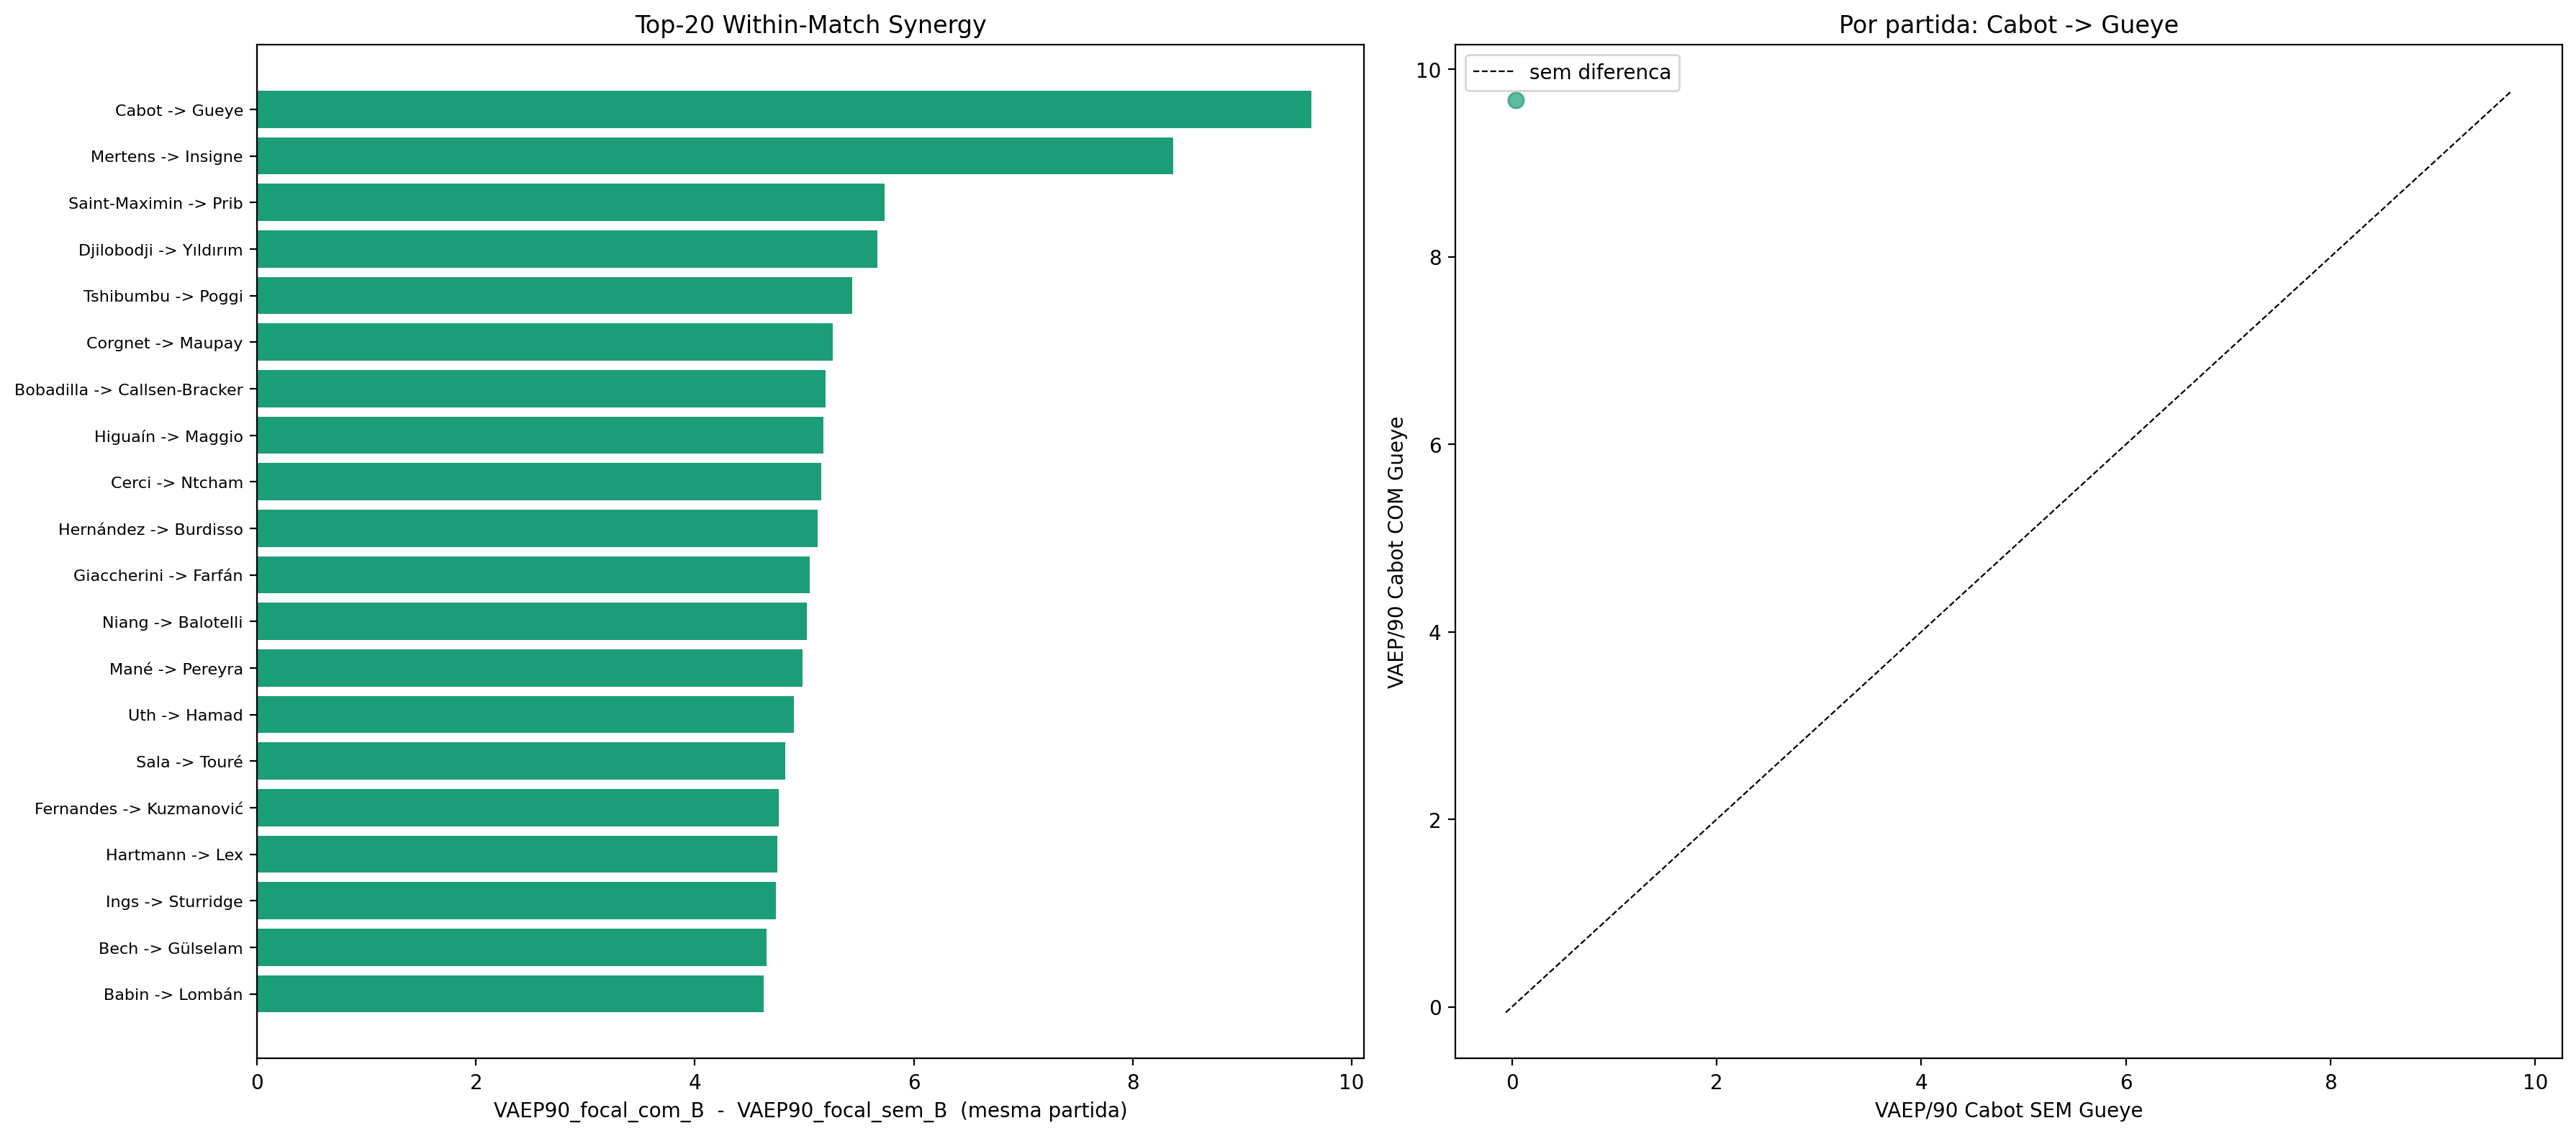 Top-20 Within-Match Synergy
Cabot -> Gueye
Mertens -> Insigne
Saint-Maximin -> Prib
Djilobodji -> Yıldırım
Tshibumbu -> Poggi
Corgnet -> Maupay
Bobadilla -> Callsen-Bracker
Higuaín -> Maggio
Cerci -> Ntcham
Hernández -> Burdisso
Giaccherini -> Farfán
Niang -> Balotelli
Mané -> Pereyra
Uth -> Hamad
Sala -> Touré
Fernandes -> Kuzmanović
Hartmann -> Lex
Ings -> Sturridge
Bech -> Gülselam
Babin -> Lombán
0 2 4 6 8 10
VAEP90_focal_com_B - VAEP90_focal_sem_B (mesma partida)
Por partida: Cabot -> Gueye
sem diferenca
VAEP/90 Cabot COM Gueye
10
8
6
4
2
0
0 2 4 6 8 10
VAEP/90 Cabot SEM Gueye